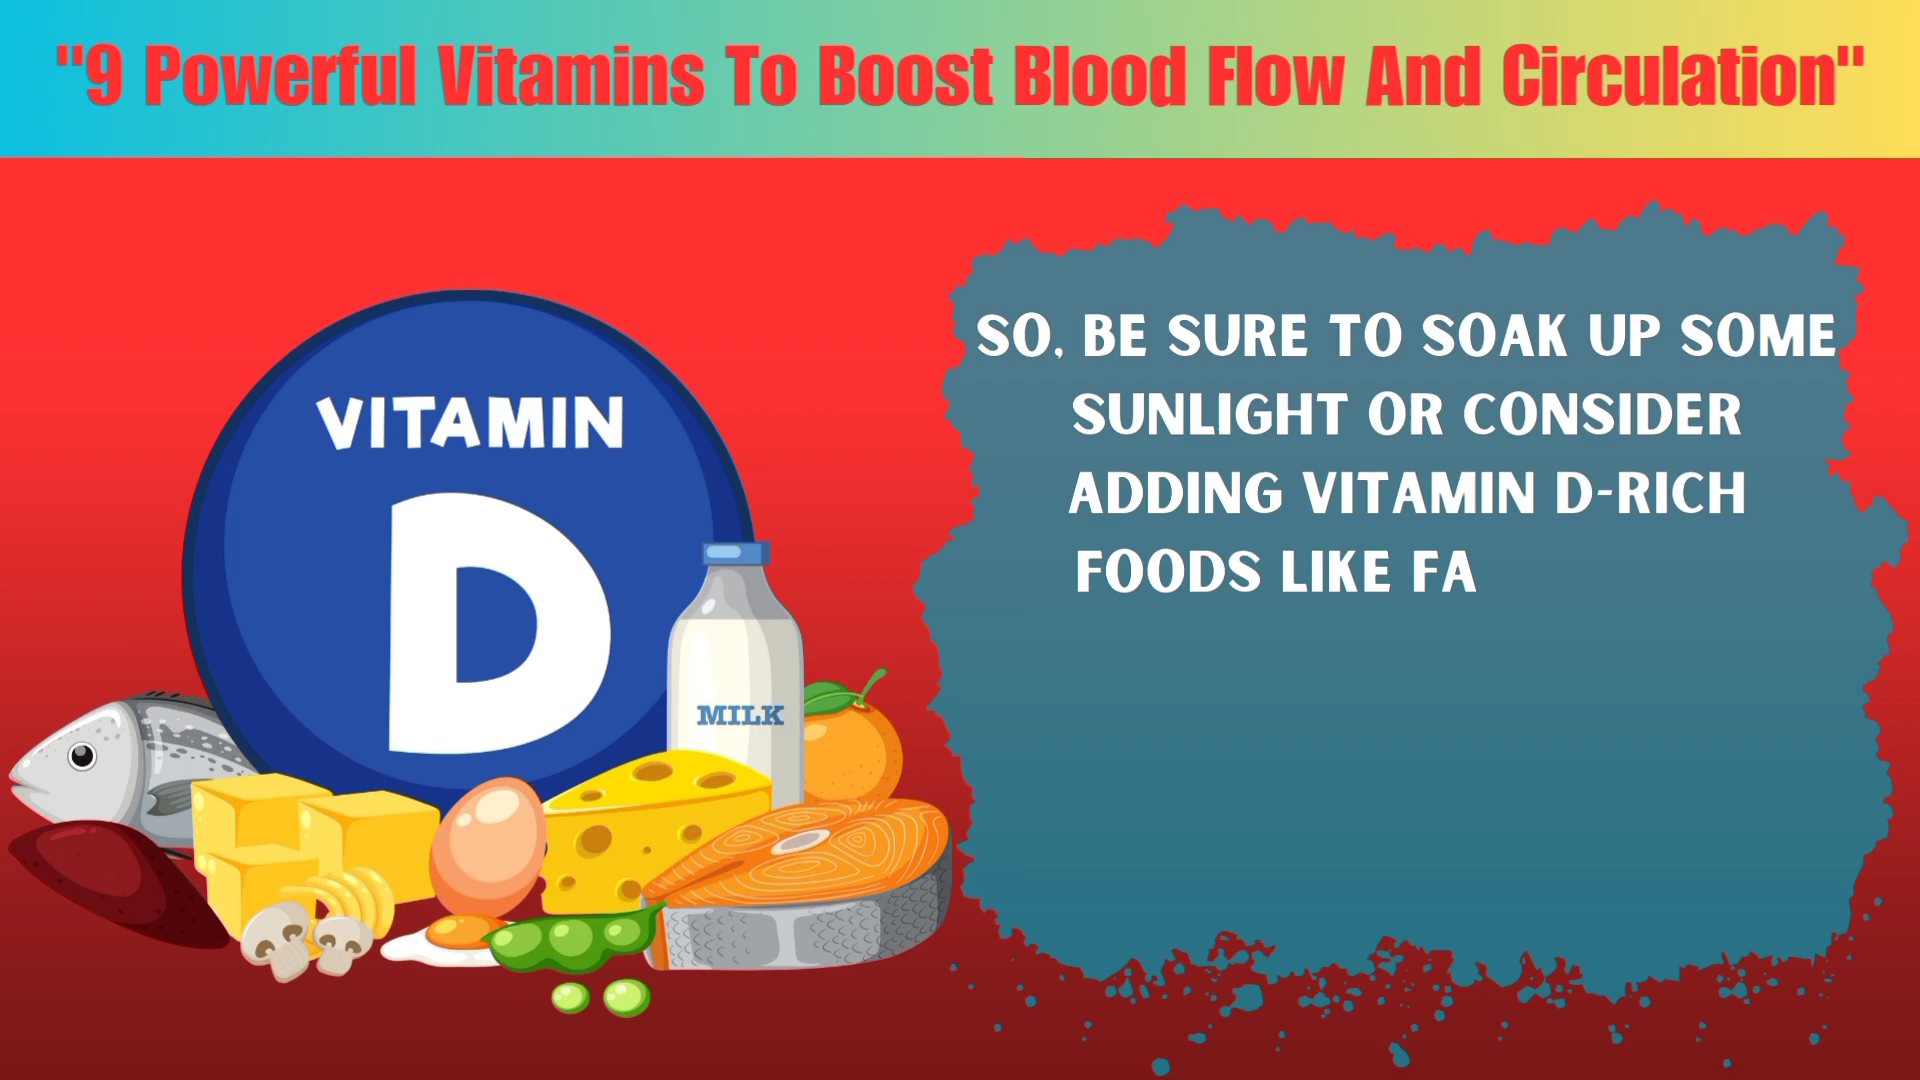 "9 Powerful Vitamins To Boost Blood Flow And Circulation"
VITAMIN
D
MILK
SO, BE SURE TO SOAK UP SOME
SUNLIGHT OR CONSIDER
ADDING VITAMIN D-RICH
FOODS LIKE FA